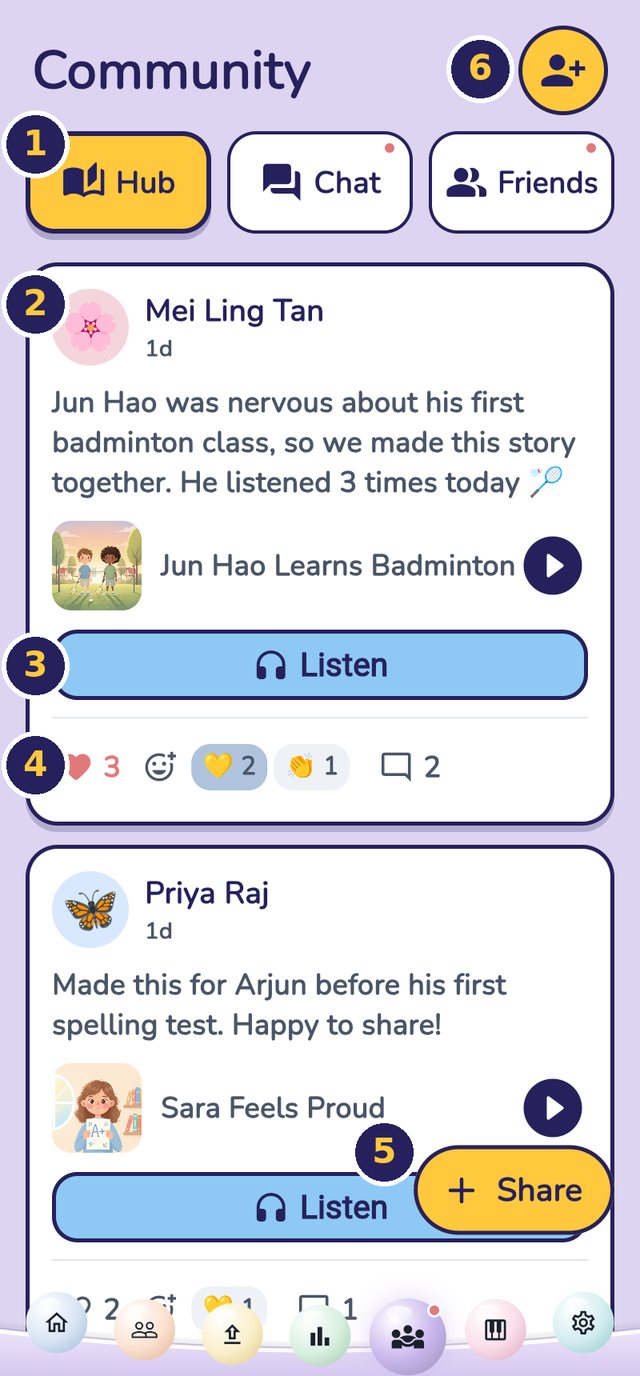 Community
6
1
Hub
Chat
Friends
2
Mei Ling Tan
1d
Jun Hao was nervous about his first
badminton class, so we made this story
together. He listened 3 times today 🏸
Jun Hao Learns Badminton
3
Listen
4
3
💛 2
👏 1
2
Priya Raj
1d
Made this for Arjun before his first
spelling test. Happy to share!
A+
Sara Feels Proud
5
+ Share
Listen
2
💛 1
1